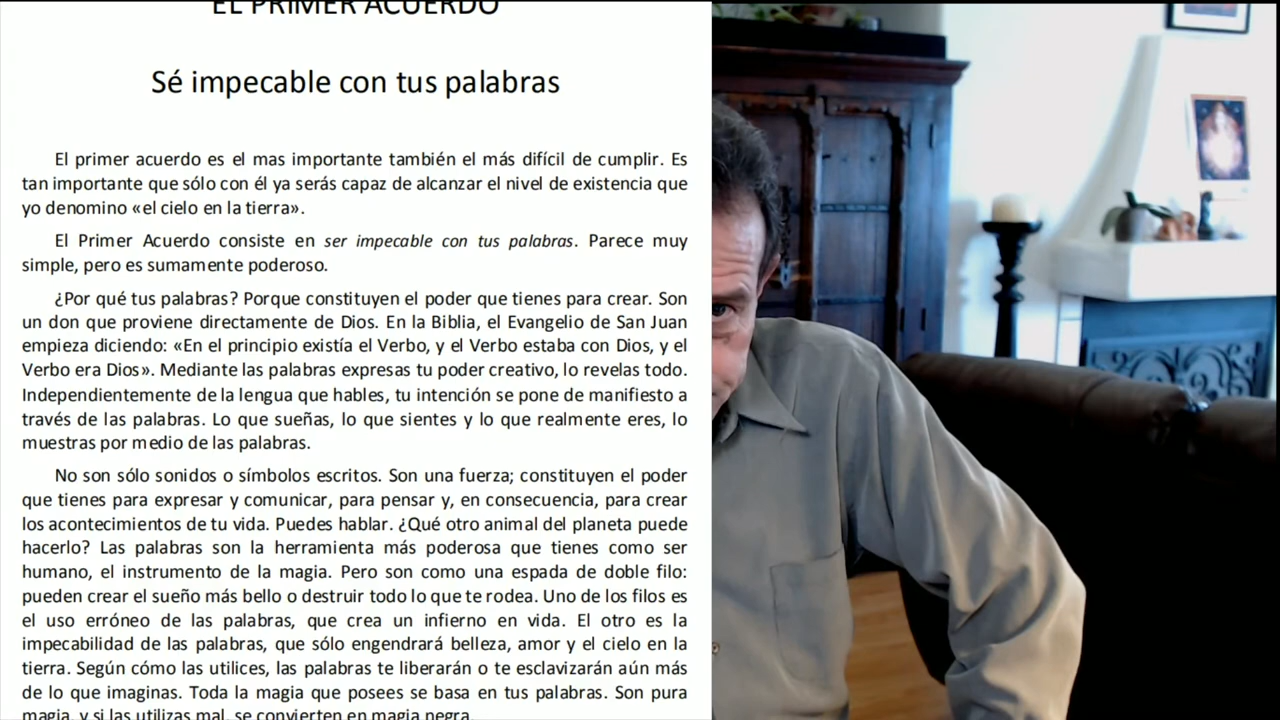 EL PRIMER ACUERDO
Sé impecable con tus palabras
El primer acuerdo es el mas importante también el más difícil de cumplir. Es
tan importante que sólo con él ya serás capaz de alcanzar el nivel de existencia que
yo denomino «el cielo en la tierra».
El Primer Acuerdo consiste en ser impecable con tus palabras. Parece muy
simple, pero es sumamente poderoso.
¿Por qué tus palabras? Porque constituyen el poder que tienes para crear. Son
un don que proviene directamente de Dios. En la Biblia, el Evangelio de San Juan
empieza diciendo: «En el principio existía el Verbo, y el Verbo estaba con Dios, y el
Verbo era Dios». Mediante las palabras expresas tu poder creativo, lo revelas todo.
Independientemente de la lengua que hables, tu intención se pone de manifiesto a
través de las palabras. Lo que sueñas, lo que sientes y lo que realmente eres, lo
muestras por medio de las palabras.
No son sólo sonidos o símbolos escritos. Son una fuerza; constituyen el poder
que tienes para expresar y comunicar, para pensar y, en consecuencia, para crear
los acontecimientos de tu vida. Puedes hablar. ¿Qué otro animal del planeta puede
hacerlo? Las palabras son la herramienta más poderosa que tienes como ser
humano, el instrumento de la magia. Pero son como una espada de doble filo:
pueden crear el sueño más bello o destruir todo lo que te rodea. Uno de los filos es
el uso erróneo de las palabras, que crea un infierno en vida. El otro es la
impecabilidad de las palabras, que sólo engendrará belleza, amor y el cielo en la
tierra. Según cómo las utilices, las palabras te liberarán o te esclavizarán aún más
de lo que imaginas. Toda la magia que posees se basa en tus palabras. Son pura
magia, y si las utilizas mal, se convierten en magia negra.